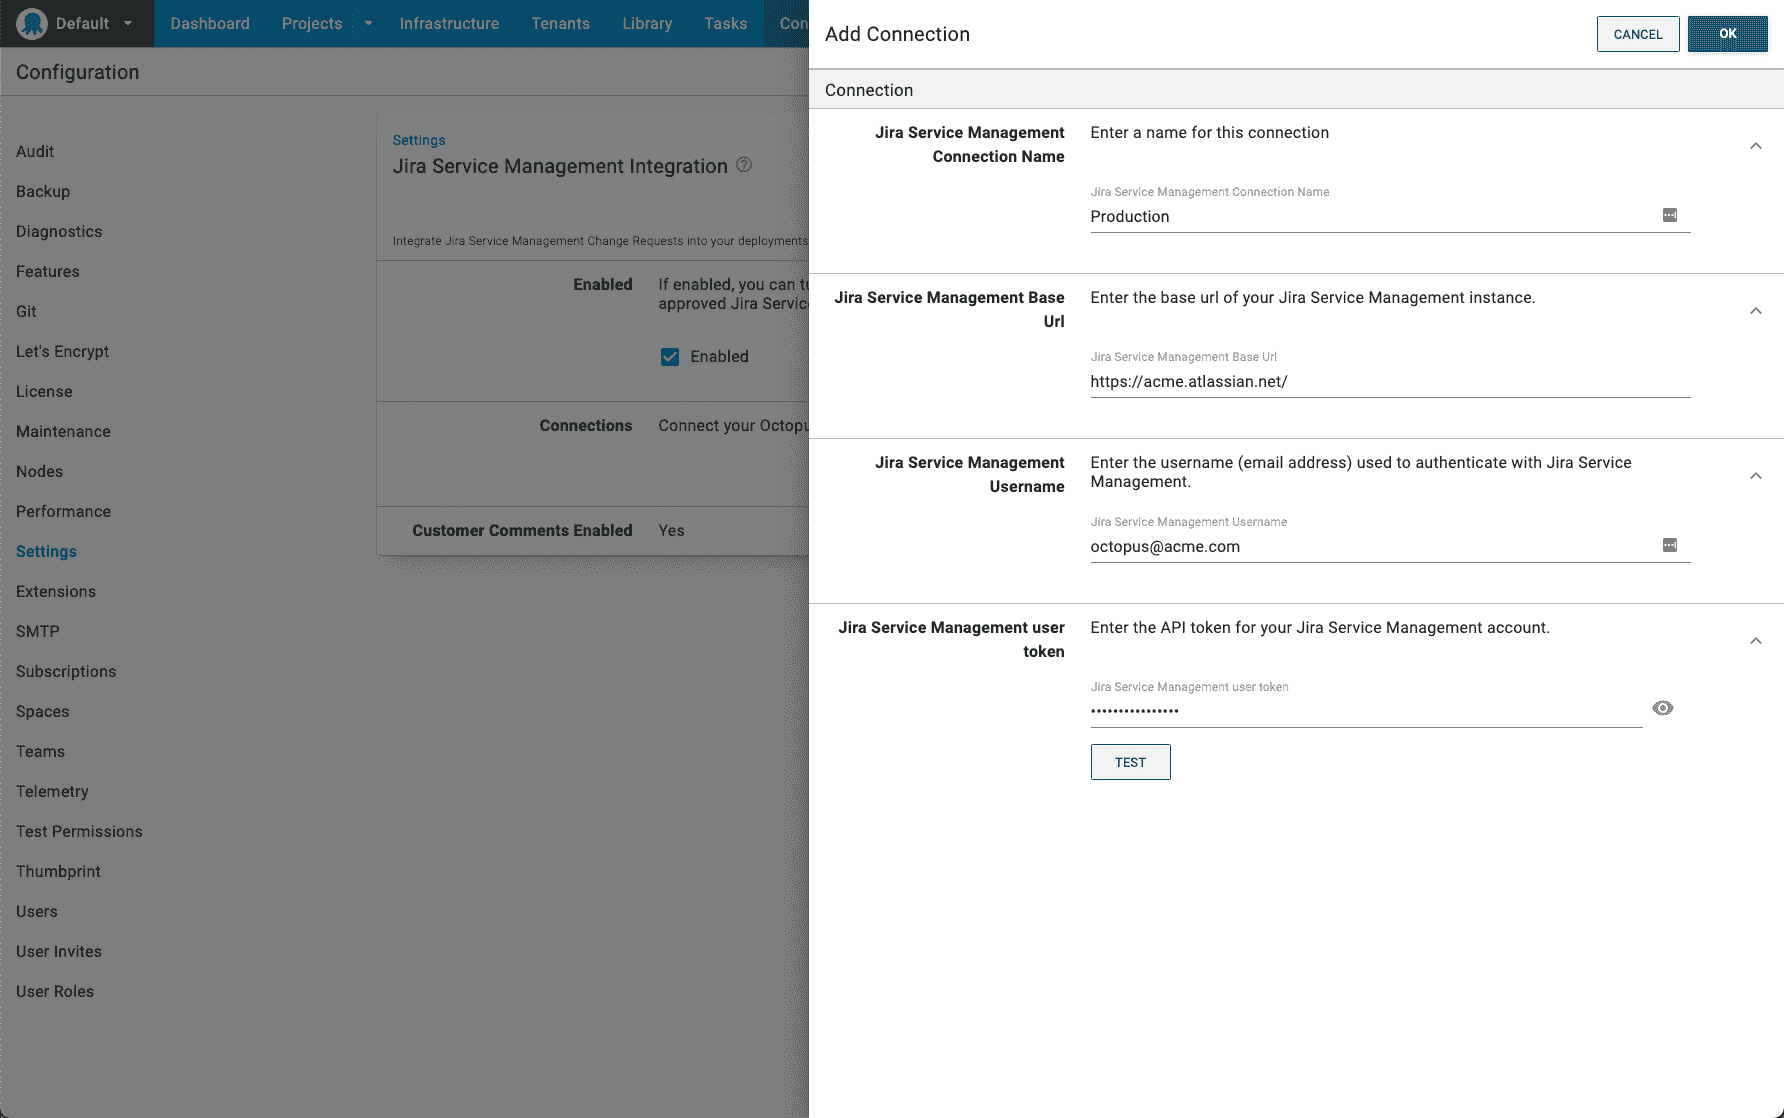 Default
Dashboard
Projects
Infrastructure
Tenants
Library
Tasks
Con
Configuration
Audit
Backup
Diagnostics
Features
Git
Let's Encrypt
License
Maintenance
Nodes
Performance
Settings
Extensions
SMTP
Subscriptions
Spaces
Teams
Telemetry
Test Permissions
Thumbprint
Users
User Invites
User Roles
Settings
Jira Service Management Integration
Integrate Jira Service Management Change Requests into your deployments
Enabled
If enabled, you can tu
approved Jira Servic
Enabled
Connections
Connect your Octopu
Customer Comments Enabled
Yes
Add Connection
CANCEL
OK
Connection
Jira Service Management
Connection Name
Enter a name for this connection
Jira Service Management Connection Name
Production
Jira Service Management Base
Url
Enter the base url of your Jira Service Management instance.
Jira Service Management Base Url
https://acme.atlassian.net/
Jira Service Management
Username
Enter the username (email address) used to authenticate with Jira Service
Management.
Jira Service Management Username
octopus@acme.com
Jira Service Management user
token
Enter the API token for your Jira Service Management account.
Jira Service Management user token
••••••••••••••••
TEST